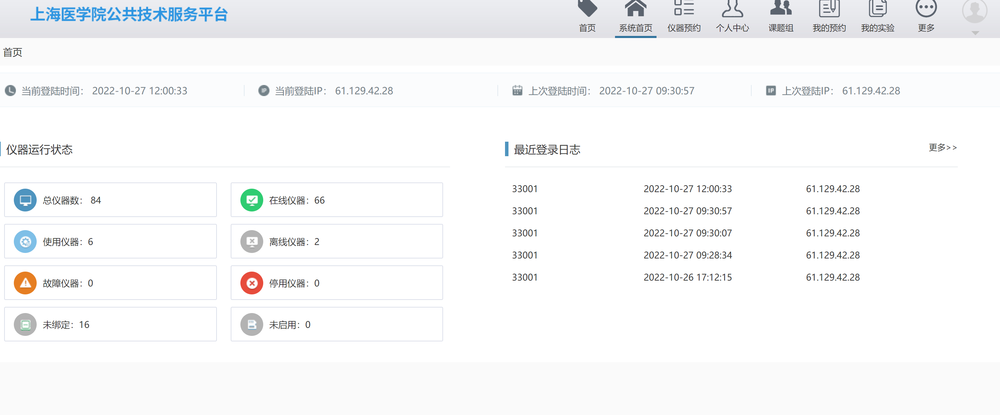 上海医学院公共技术服务平台
首页 系统首页 仪器预约 个人中心 课题组 我的预约 我的实验 更多
首页
当前登陆时间： 2022-10-27 12:00:33 IP 当前登陆IP： 61.129.42.28 上次登陆时间： 2022-10-27 09:30:57 IP 上次登陆IP： 61.129.42.28
仪器运行状态
总仪器数： 84
在线仪器：66
使用仪器：6
离线仪器：2
故障仪器：0
停用仪器：0
未绑定：16
未启用：0
最近登录日志 更多>>
33001 2022-10-27 12:00:33 61.129.42.28
33001 2022-10-27 09:30:57 61.129.42.28
33001 2022-10-27 09:30:07 61.129.42.28
33001 2022-10-27 09:28:34 61.129.42.28
33001 2022-10-26 17:12:15 61.129.42.28